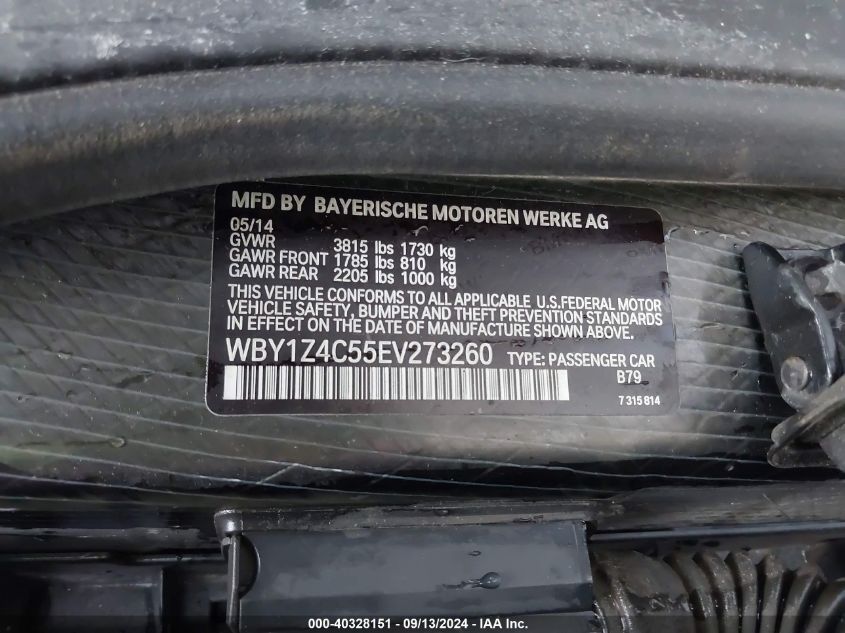 MFD BY BAYERISCHE MOTOREN WERKE AG
05/14
GVWR 3815 lbs 1730 kg
GAWR FRONT 1785 lbs 810 kg
GAWR REAR 2205 lbs 1000 kg
THIS VEHICLE CONFORMS TO ALL APPLICABLE U.S.FEDERAL MOTOR
VEHICLE SAFETY, BUMPER AND THEFT PREVENTION STANDARDS
IN EFFECT ON THE DATE OF MANUFACTURE SHOWN ABOVE.
WBY1Z4C55EV273260 TYPE: PASSENGER CAR
B79
7 315 814
000-40328151 - 09/13/2024 - IAA Inc.